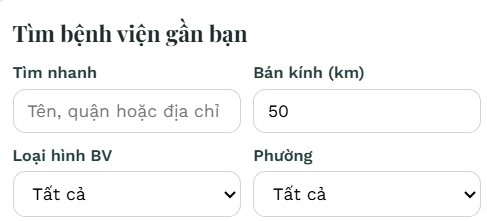 Tìm bệnh viện gần bạn
Tìm nhanh
Bán kính (km)
Tên, quận hoặc địa chỉ
50
Loại hình BV
Phường
Tất cả
Tất cả